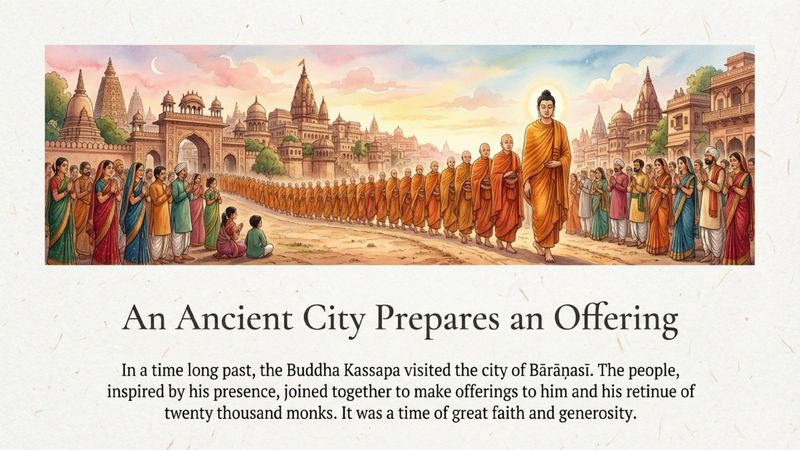 An Ancient City Prepares an Offering
In a time long past, the Buddha Kassapa visited the city of Bārāṇasī. The people,
inspired by his presence, joined together to make offerings to him and his retinue of
twenty thousand monks. It was a time of great faith and generosity.